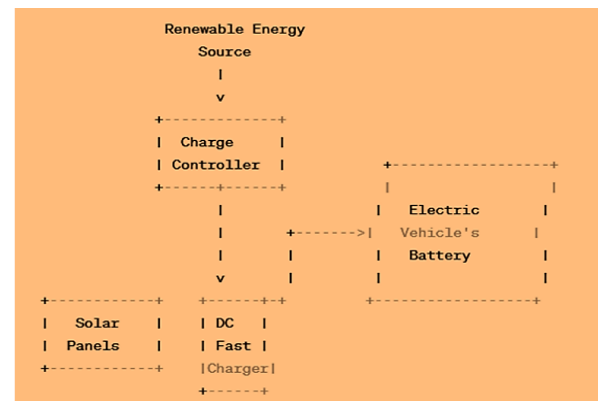 Renewable Energy
Source
Charge
Controller
Electric
Vehicle's
Battery
Solar
Panels
DC
Fast
Charger